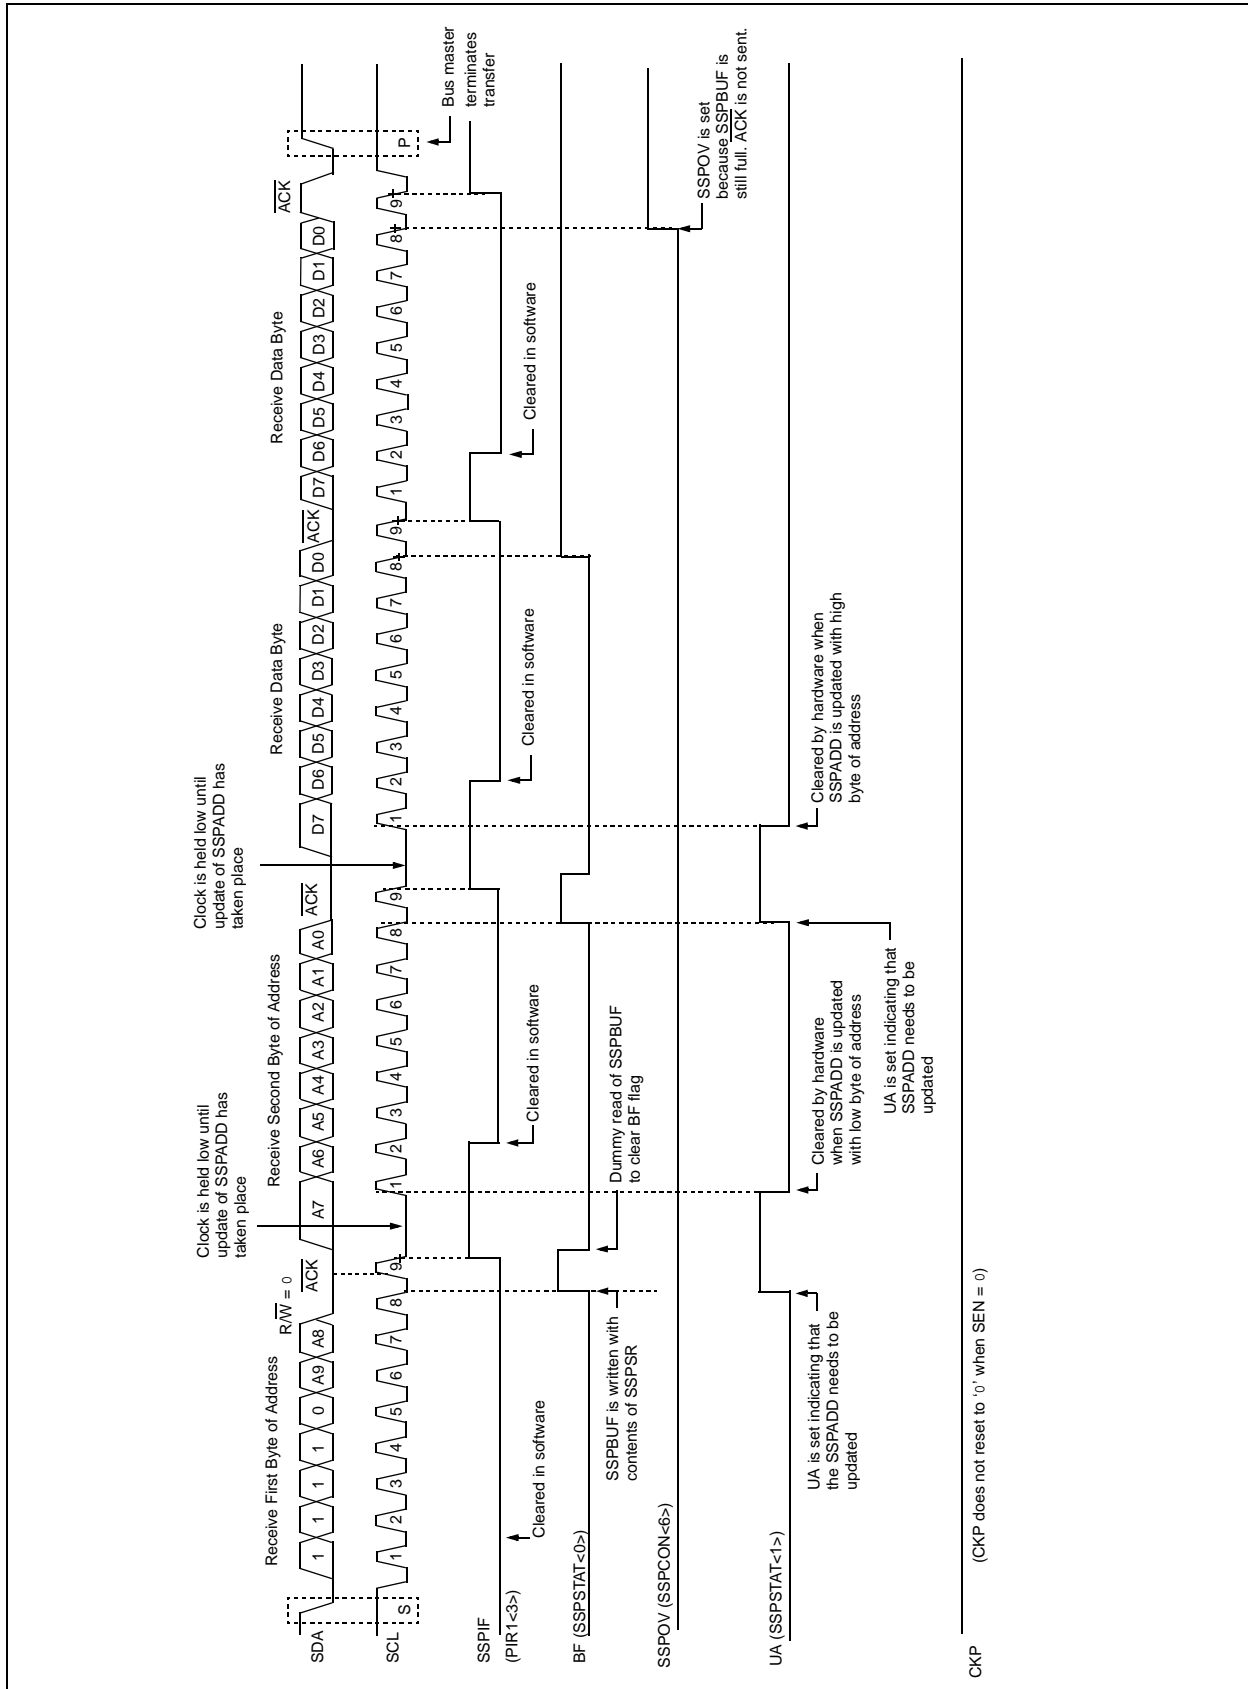 Receive First Byte of Address
R/W = 0
ACK
Clock is held low until
update of SSPADD has
taken place
Receive Second Byte of Address
ACK
Clock is held low until
update of SSPADD has
taken place
Receive Data Byte
ACK
Receive Data Byte
ACK
SDA
1 1 1 1 0 A9 A8 A7 A6 A5 A4 A3 A2 A1 A0 D7 D6 D5 D4 D3 D2 D1 D0 D7 D6 D5 D4 D3 D2 D1 D0
SCL
S 1 2 3 4 5 6 7 8 9 1 2 3 4 5 6 7 8 9 1 2 3 4 5 6 7 8 9 1 2 3 4 5 6 7 8 9 P
Bus master
terminates
transfer
SSPIF
(PIR1<3>)
Cleared in software
Cleared in software
Cleared in software
Cleared in software
BF (SSPSTAT<0>)
SSPBUF is written with
contents of SSPSR
Dummy read of SSPBUF
to clear BF flag
SSPOV (SSPCON<6>)
SSPOV is set
because SSPBUF is
still full. ACK is not sent.
UA (SSPSTAT<1>)
UA is set indicating that
the SSPADD needs to be
updated
Cleared by hardware
when SSPADD is updated
with low byte of address
UA is set indicating that
SSPADD needs to be
updated
Cleared by hardware when
SSPADD is updated with high
byte of address
CKP
(CKP does not reset to ‘0’ when SEN = 0)